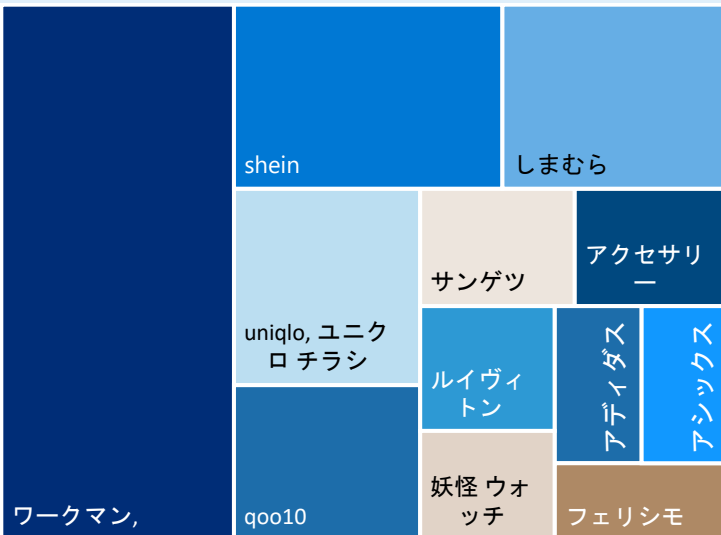 ワークマン,
shein
しまむら
uniqlo, ユニク
ロ チラシ
qoo10
サンゲツ
アクセサリ
ー
ルイヴィ
トン
アディダス
アシックス
妖怪 ウォ
ッチ
フェリシモ